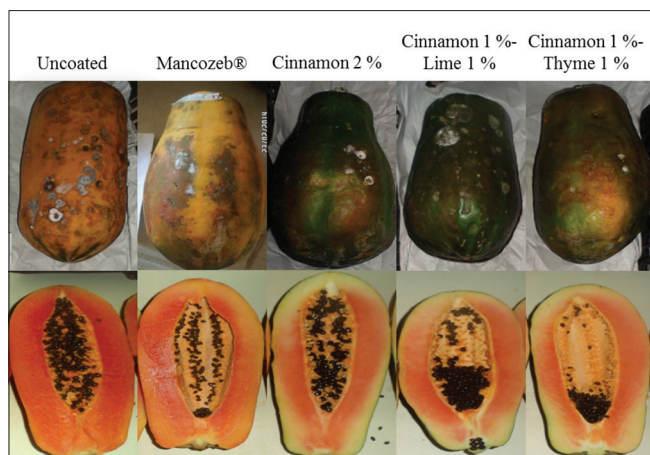 Uncoated
Mancozeb®
Cinnamon 2 %
Cinnamon 1 %-
Lime 1 %
Cinnamon 1 %-
Thyme 1 %